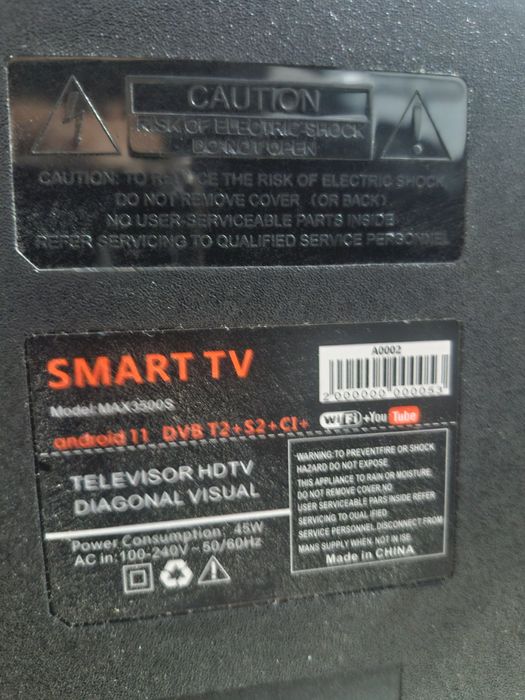 CAUTION
RISK OF ELECTRIC SHOCK
DO NOT OPEN
CAUTION: TO REDUCE THE RISK OF ELECTRIC SHOCK
DO NOT REMOVE COVER (OR BACK)
NO USER-SERVICEABLE PARTS INSIDE
REFER SERVICING TO QUALIFIED SERVICE PERSONNEL
SMART TV
A0002
2000000000053
Model:MAX3500S
android 11 DVB T2+S2+CI+ WiFi+You Tube
TELEVISOR HDTV
DIAGONAL VISUAL
Power Consumption: 45W
AC in:100-240V~50/60Hz
WARNING:TO PREVENTFIRE OR SHOCK
HAZARD DO NOT EXPOSE
THIS APPLIANCE TO RAIN OR MOISTURE.
DO NOT REMOVE COVER.NO
USER SERVICEABLE PARS INSIDE REFER
SERVICING TO QUALIFIED
SERVICE PERSONNEL DISCONNECT FROM
MANS SUPPLY WHEN NOT IN ISE
Made in CHINA